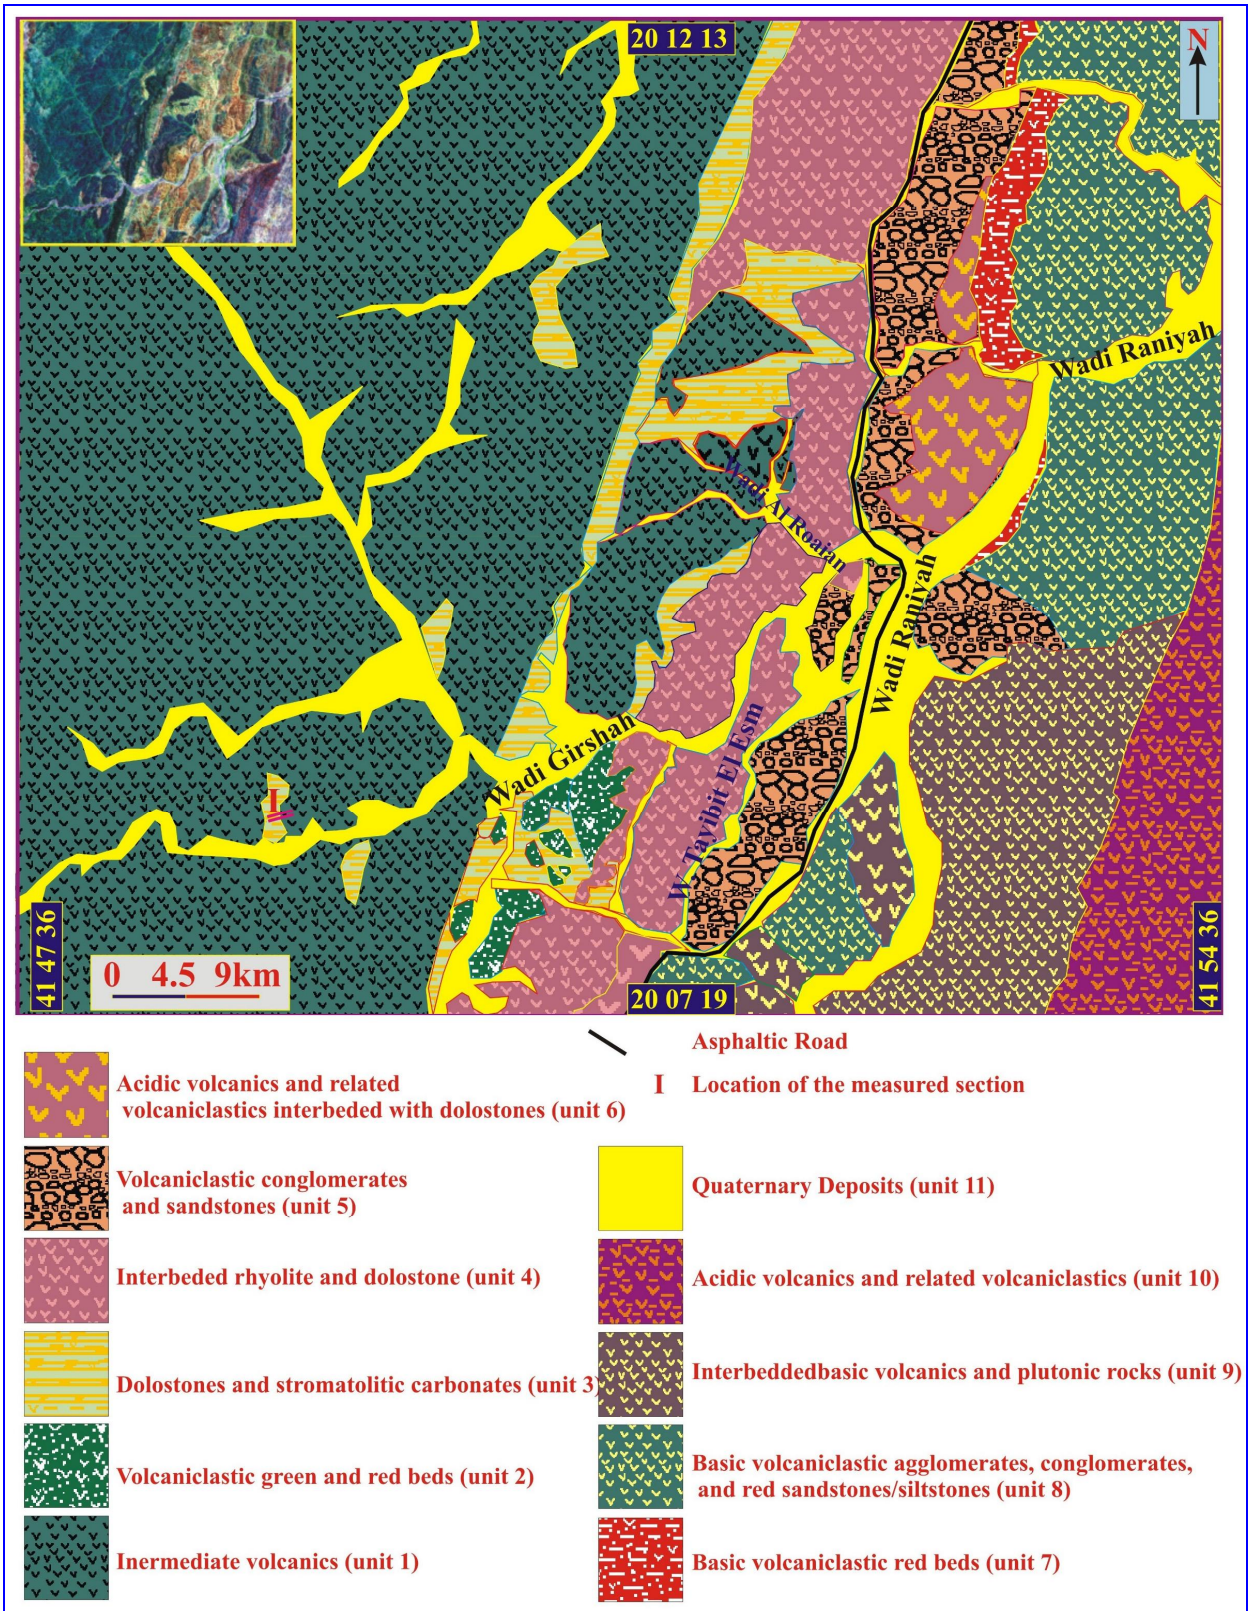 20 12 13
N
Wadi Raniyah
Wadi Al Roaian
Wadi Raniyah
Wadi Girshah
W. Tayibit El Esm
I
41 47 36
0 4.5 9km
20 07 19
41 54 36
Asphaltic Road
I Location of the measured section
Acidic volcanics and related
volcaniclastics interbeded with dolostones (unit 6)
Volcaniclastic conglomerates
and sandstones (unit 5)
Interbeded rhyolite and dolostone (unit 4)
Dolostones and stromatolitic carbonates (unit 3)
Volcaniclastic green and red beds (unit 2)
Inermediate volcanics (unit 1)
Quaternary Deposits (unit 11)
Acidic volcanics and related volcaniclastics (unit 10)
Interbeddedbasic volcanics and plutonic rocks (unit 9)
Basic volcaniclastic agglomerates, conglomerates,
and red sandstones/siltstones (unit 8)
Basic volcaniclastic red beds (unit 7)